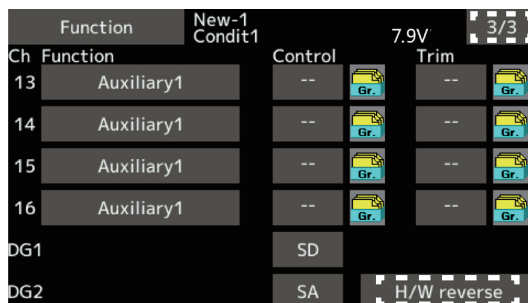 Function New-1 Condit1 7.9V 3/3
Ch Function Control Trim
13 Auxiliary1 -- Gr. -- Gr.
14 Auxiliary1 -- Gr. -- Gr.
15 Auxiliary1 -- Gr. -- Gr.
16 Auxiliary1 -- Gr. -- Gr.
DG1 SD
DG2 SA H/W reverse